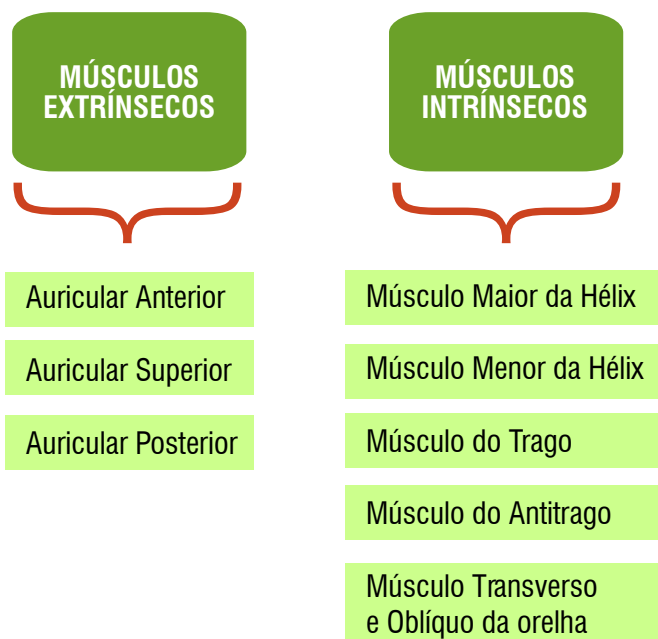 MÚSCULOS
EXTRÍNSECOS
Auricular Anterior
Auricular Superior
Auricular Posterior
MÚSCULOS
INTRÍNSECOS
Músculo Maior da Hélix
Músculo Menor da Hélix
Músculo do Trago
Músculo do Antitrago
Músculo Transverso
e Oblíquo da orelha